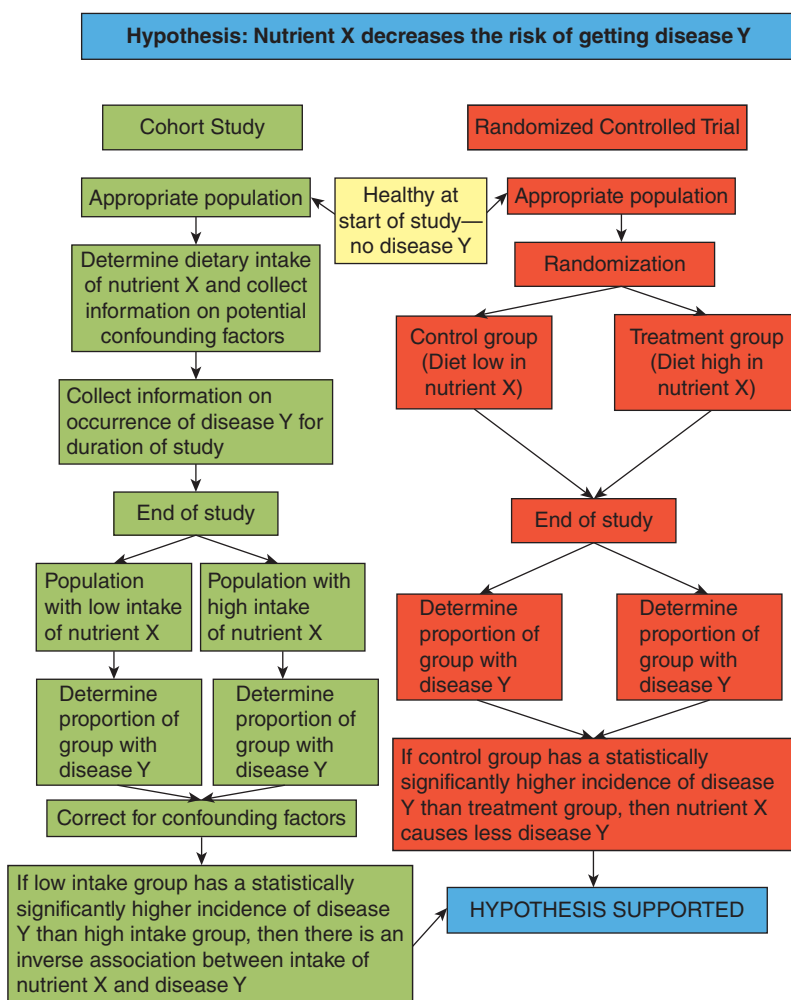 Hypothesis: Nutrient X decreases the risk of getting disease Y
Cohort Study
Randomized Controlled Trial
Appropriate population
Healthy at
start of study—
no disease Y
Appropriate population
Determine dietary intake
of nutrient X and collect
information on potential
confounding factors
Randomization
Control group
(Diet low in
nutrient X)
Treatment group
(Diet high in
nutrient X)
Collect information on
occurrence of disease Y for
duration of study
End of study
End of study
Population
with low intake
of nutrient X
Population with
high intake
of nutrient X
Determine
proportion of
group with
disease Y
Determine
proportion of
group with
disease Y
Determine
proportion of
group with
disease Y
Determine
proportion of
group with
disease Y
Correct for confounding factors
If control group has a statistically
significantly higher incidence of disease
Y than treatment group, then nutrient X
causes less disease Y
If low intake group has a statistically
significantly higher incidence of disease
Y than high intake group, then there is an
inverse association between intake of
nutrient X and disease Y
HYPOTHESIS SUPPORTED